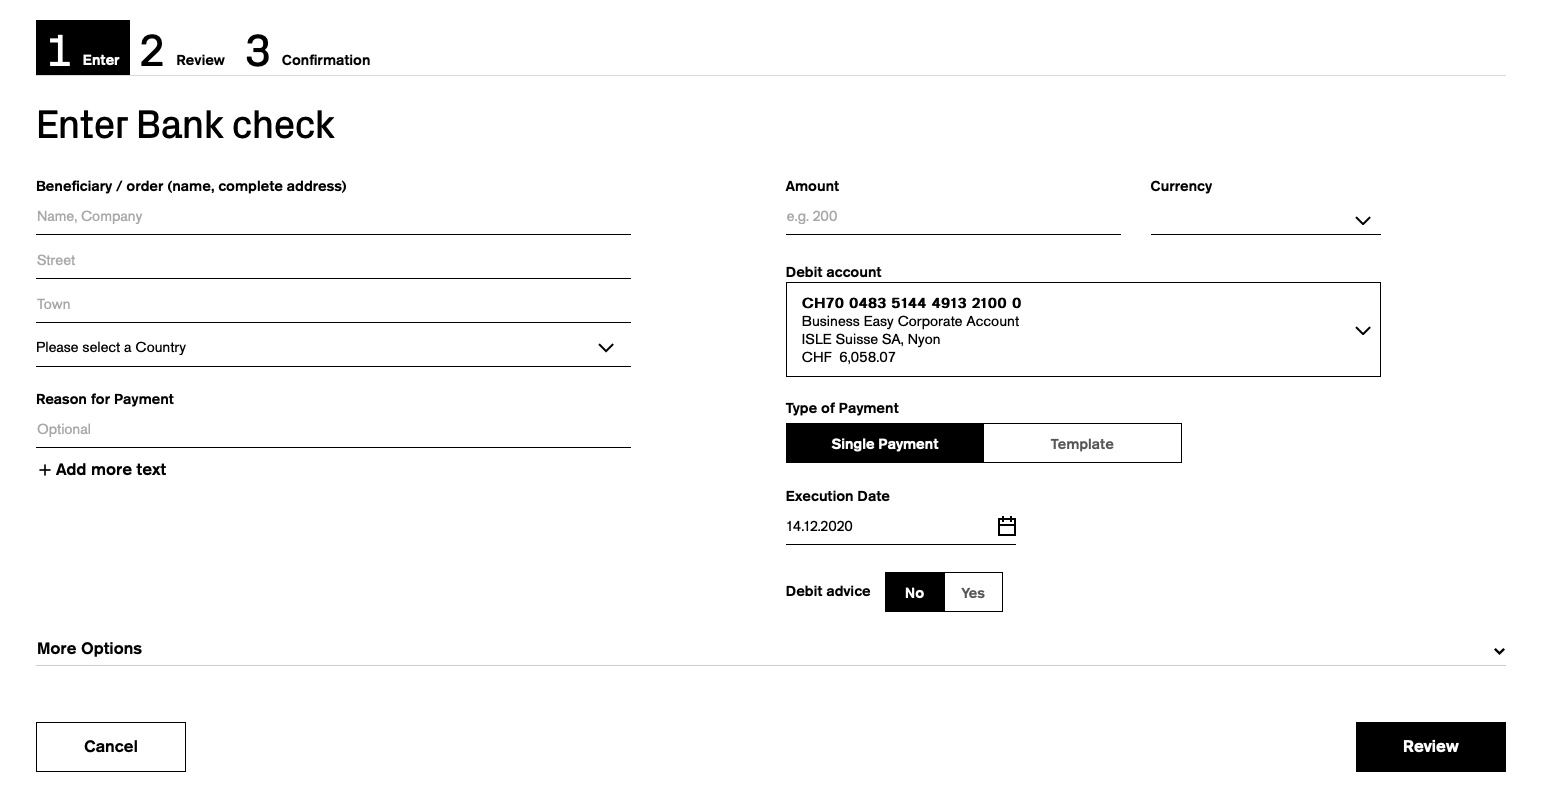 1 Enter 2 Review 3 Confirmation
Enter Bank check
Beneficiary / order (name, complete address)
Name, Company
Street
Town
Please select a Country
Reason for Payment
Optional
+ Add more text
Amount
e.g. 200
Currency
Debit account
CH70 0483 5144 4913 2100 0
Business Easy Corporate Account
ISLE Suisse SA, Nyon
CHF 6,058.07
Type of Payment
Single Payment Template
Execution Date
14.12.2020
Debit advice No Yes
More Options
Cancel Review